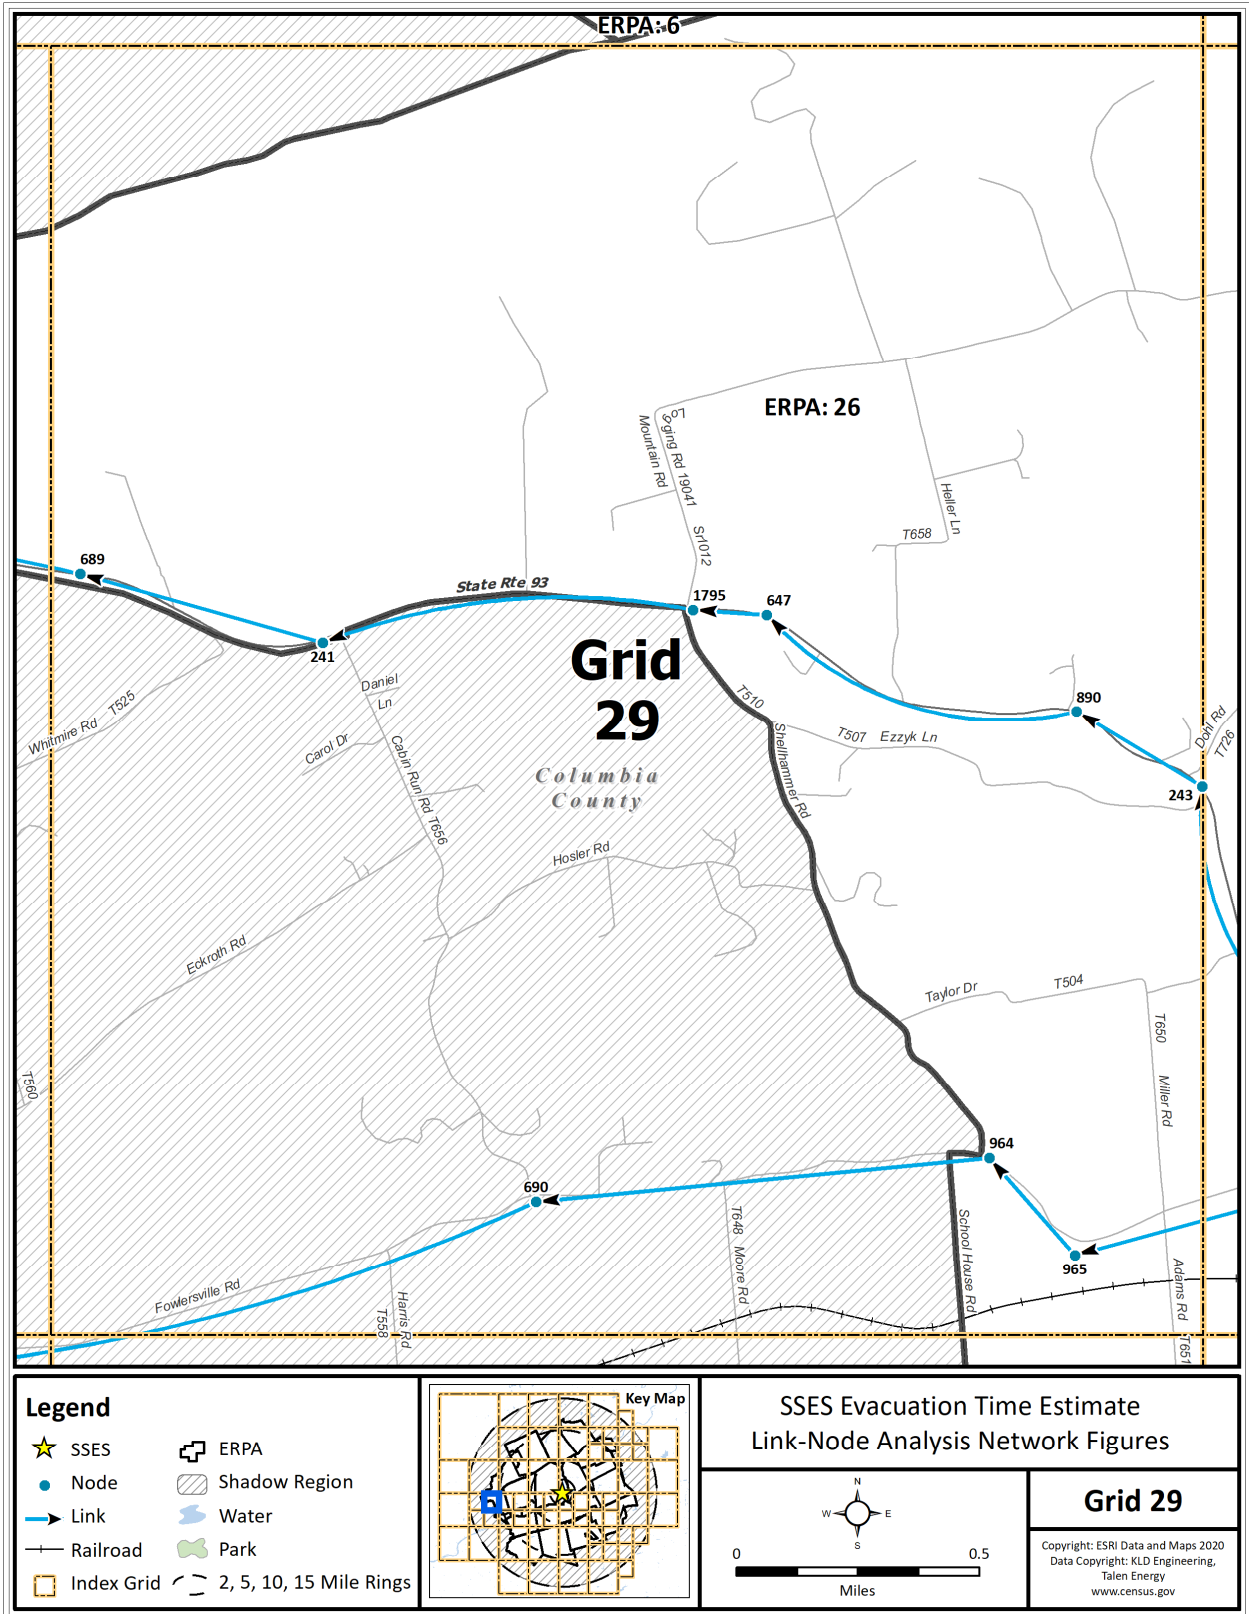 ERPA: 6
ERPA: 26
Logging Rd 19041
Mountain Rd
Sr1012
Heller Ln
T658
689
State Rte 93
1795
647
241
Grid
29
Daniel
Ln
T510
890
Dohl Rd
T726
T525
Whitmire Rd
Carol Dr
T507
Ezzyk Ln
Shellhammer Rd
Cabin Run Rd T656
Columbia
County
243
Hosler Rd
Eckroth Rd
Taylor Dr
T504
T650
T560
Miller Rd
964
690
T648
Moore Rd
School House Rd
965
Fowlersville Rd
Harris Rd
T558
Adams Rd
T651
Legend
SSES
Node
Link
Railroad
Index Grid
ERPA
Shadow Region
Water
Park
2, 5, 10, 15 Mile Rings
Key Map
SSES Evacuation Time Estimate
Link-Node Analysis Network Figures
N
W
E
S
0
0.5
Miles
Grid 29
Copyright: ESRI Data and Maps 2020
Data Copyright: KLD Engineering,
Talen Energy
www.census.gov